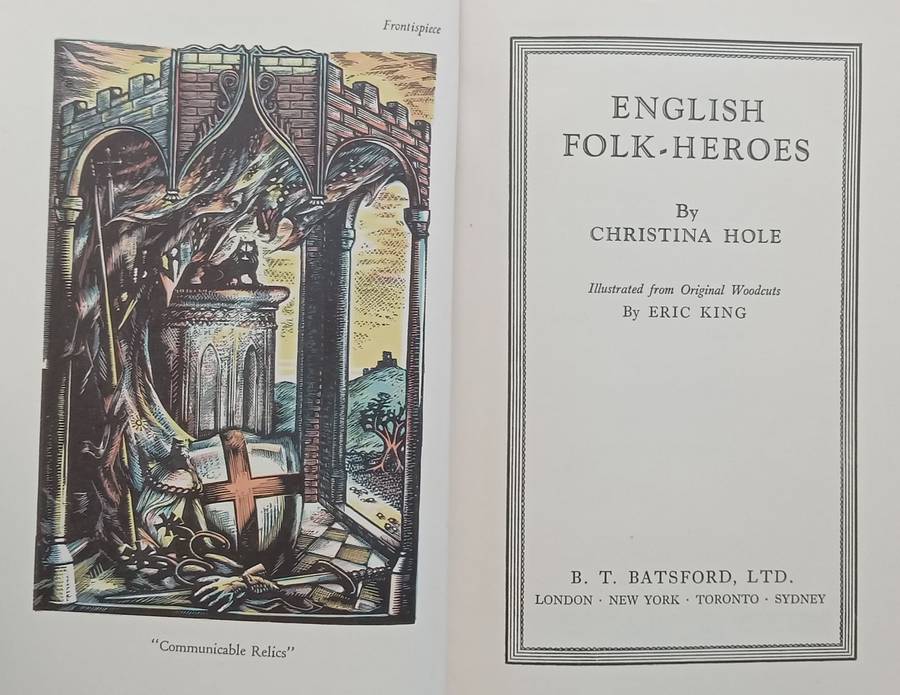 Frontispiece
"Communicable Relics"
ENGLISH
FOLK-HEROES
By
CHRISTINA HOLE
Illustrated from Original Woodcuts
By ERIC KING
B. T. BATSFORD, LTD.
LONDON · NEW YORK · TORONTO · SYDNEY